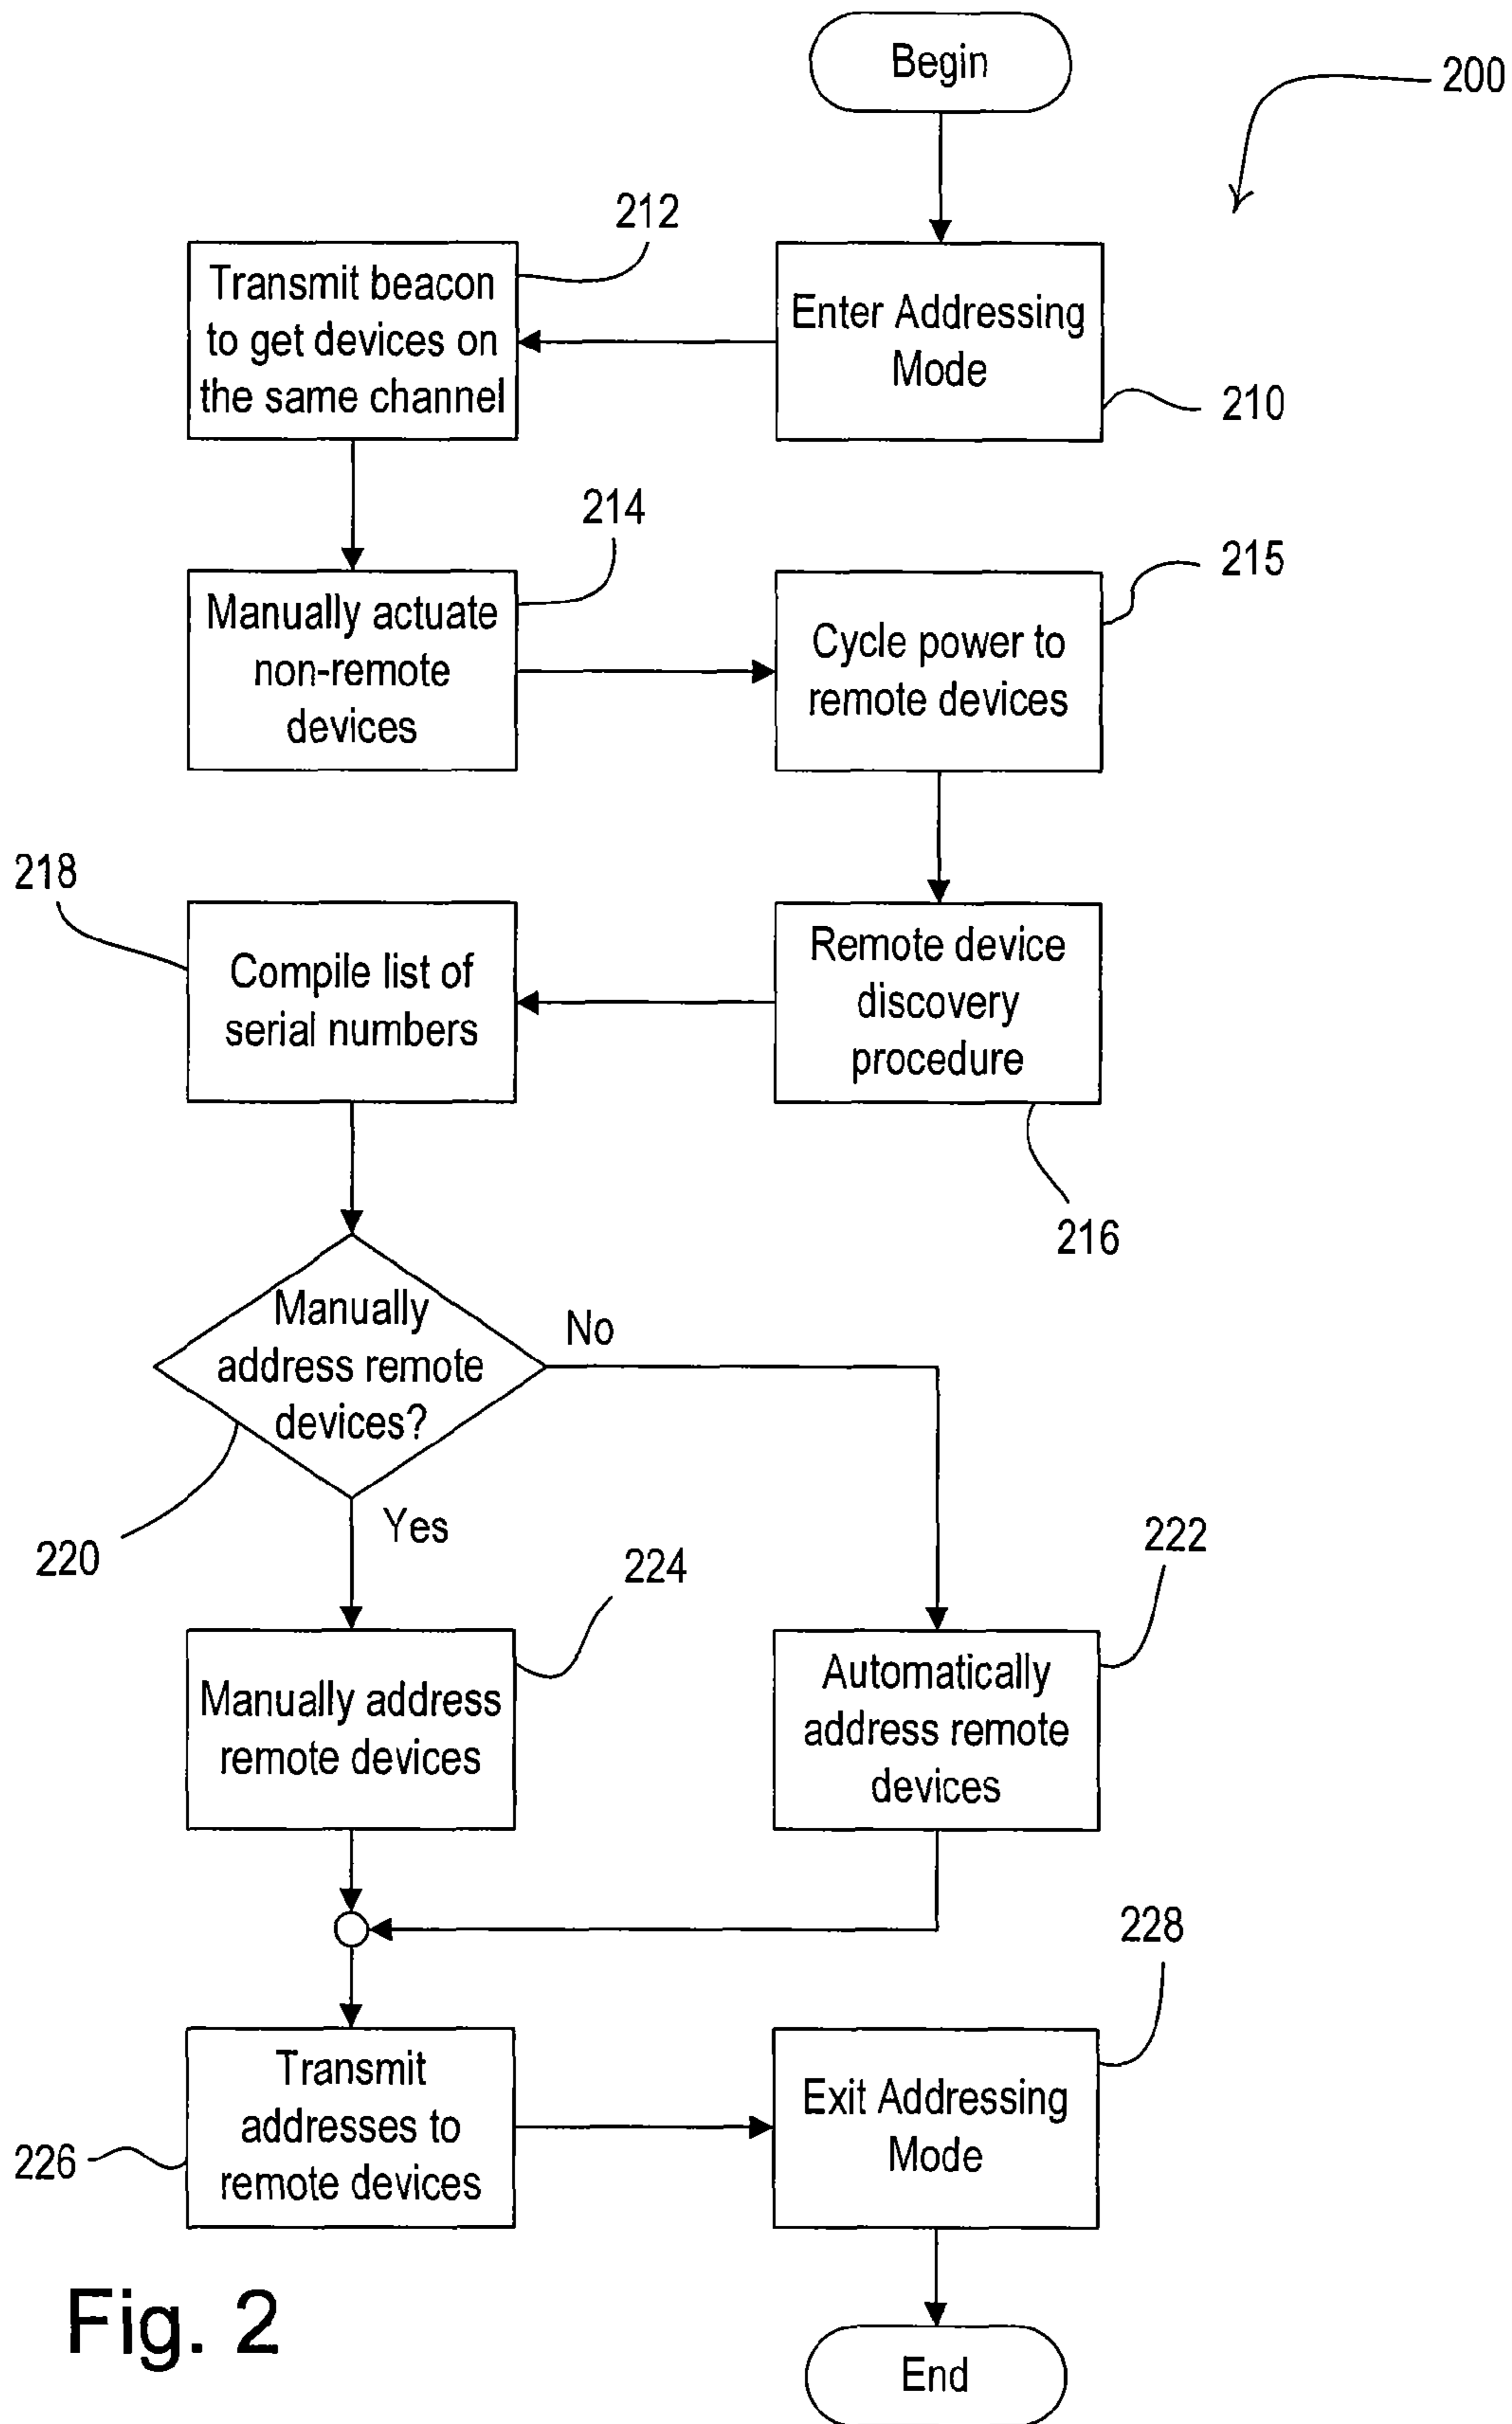 Begin
200
212
Transmit beacon
to get devices on
the same channel
Enter Addressing
Mode
210
214
Manually actuate
non-remote
devices
215
Cycle power to
remote devices
218
Compile list of
serial numbers
Remote device
discovery
procedure
216
Manually
address remote
devices?
No
Yes
220
224
Manually address
remote devices
222
Automatically
address remote
devices
226
Transmit
addresses to
remote devices
228
Exit Addressing
Mode
End
Fig. 2